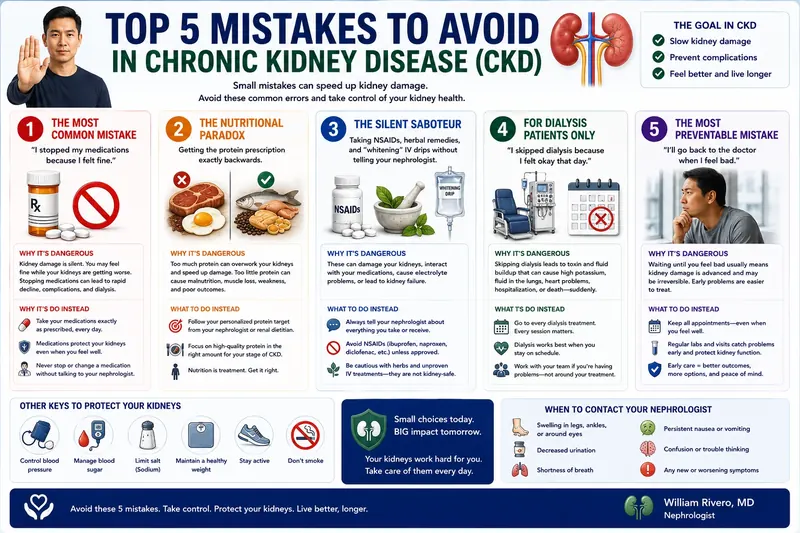 TOP 5 MISTAKES TO AVOID
IN CHRONIC KIDNEY DISEASE (CKD)
Small mistakes can speed up kidney damage.
Avoid these common errors and take control of your kidney health.
THE GOAL IN CKD
Slow kidney damage
Prevent complications
Feel better and live longer
1 THE MOST
COMMON MISTAKE
"I stopped my medications
because I felt fine."
Rx
WHY IT'S DANGEROUS
Kidney damage is silent. You may feel
fine while your kidneys are getting worse.
Stopping medications can lead to rapid
decline, complications, and dialysis.
WHY IT'S DO INSTEAD
Take your medications exactly
as prescribed, every day.
Medications protect your kidneys
even when you feel well.
Never stop or change a medication
without talking to your nephrologist.
2 THE NUTRITIONAL
PARADOX
Getting the protein prescription
exactly backwards.
WHY IT'S DANGEROUS
Too much protein can overwork your kidneys
and speed up damage. Too little protein can
cause malnutrition, muscle loss, weakness,
and poor outcomes.
WHAT TO DO INSTEAD
Follow your personalized protein target
from your nephrologist or renal dietitian.
Focus on high-quality protein in the
right amount for your stage of CKD.
Nutrition is treatment. Get it right.
3 THE SILENT SABOTEUR
Taking NSAIDs, herbal remedies,
and "whitening" IV drips without
telling your nephrologist.
NSAIDs
WHITENING
DRIP
WHY IT'S DANGEROUS
These can damage your kidneys, interact
with your medications, cause electrolyte
problems, or lead to kidney failure.
WHAT TO DO INSTEAD
Always tell your nephrologist about
everything you take or receive.
Avoid NSAIDs (ibuprofen, naproxen,
diclofenac, etc.) unless approved.
Be cautious with herbs and unproven
IV treatments—they are not kidney-safe.
4 FOR DIALYSIS
PATIENTS ONLY
"I skipped dialysis because
I felt okay that day."
WHY IT'S DANGEROUS
Skipping dialysis leads to toxin and fluid
buildup that can cause high potassium,
fluid in the lungs, heart problems,
hospitalization, or death—suddenly.
WHAT TO DO INSTEAD
Go to every dialysis treatment.
Every session matters.
Dialysis works best when you
stay on schedule.
Work with your team if you're having
problems—not around your treatment.
5 THE MOST
PREVENTABLE MISTAKE
"I'll go back to the doctor
when I feel bad."
WHY IT'S DANGEROUS
Waiting until you feel bad usually means
kidney damage is advanced and may
be irreversible. Early problems are easier
to treat.
WHAT TO DO INSTEAD
Keep all appointments—even when
you feel well.
Regular labs and visits catch problems
early and protect kidney function.
Early care = better outcomes,
more options, and peace of mind.
OTHER KEYS TO PROTECT YOUR KIDNEYS
Control blood
pressure
Manage blood
sugar
Limit salt
(Sodium)
Maintain a healthy
weight
Stay active
Don't smoke
Small choices today.
BIG impact tomorrow.
Your kidneys work hard for you.
Take care of them every day.
WHEN TO CONTACT YOUR NEPHROLOGIST
Swelling in legs, ankles,
or around eyes
Decreased urination
Shortness of breath
Persistent nausea or vomiting
Confusion or trouble thinking
Any new or worsening symptoms
Avoid these 5 mistakes. Take control. Protect your kidneys. Live better, longer.
William Rivero, MD
Nephrologist